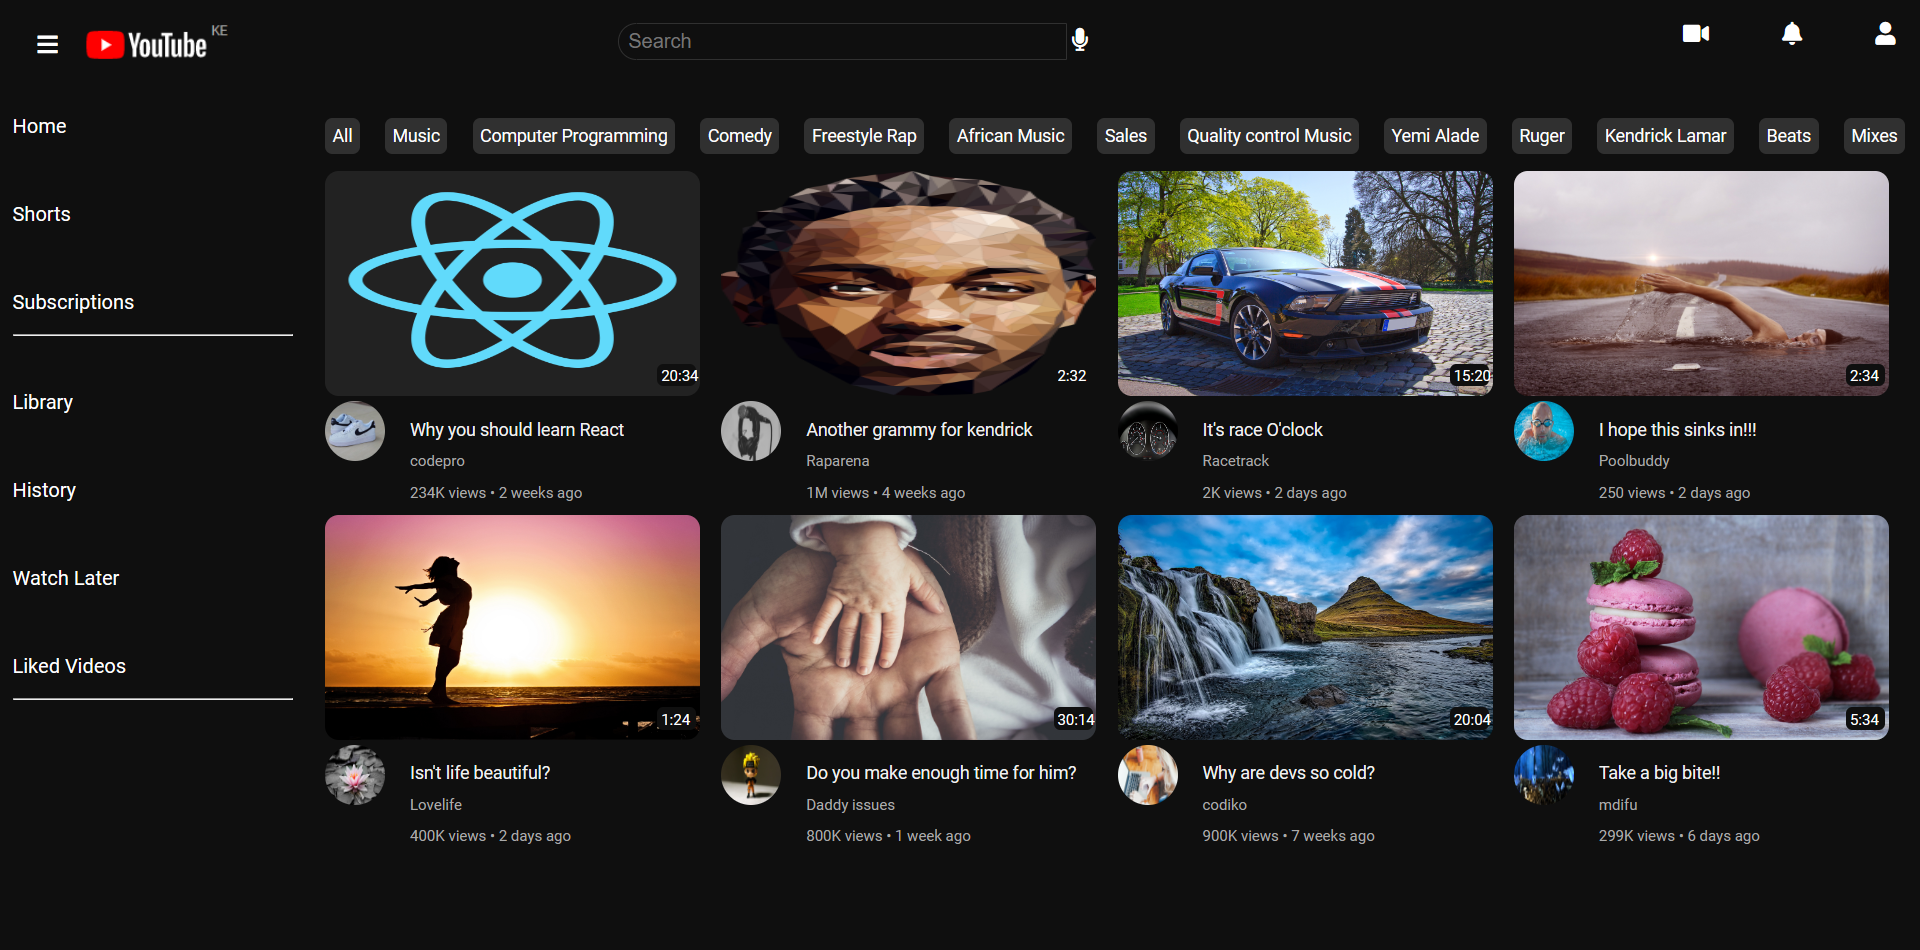 YouTube KE
Search
Home
Shorts
Subscriptions
Library
History
Watch Later
Liked Videos
All Music Computer Programming Comedy Freestyle Rap African Music Sales Quality control Music Yemi Alade Ruger Kendrick Lamar Beats Mixes
20:34 2:32 15:20 2:34
Why you should learn React
codepro
234K views • 2 weeks ago
Another grammy for kendrick
Raparena
1M views • 4 weeks ago
It's race O'clock
Racetrack
2K views • 2 days ago
I hope this sinks in!!!
Poolbuddy
250 views • 2 days ago
1:24 30:14 20:04 5:34
Isn't life beautiful?
Lovelife
400K views • 2 days ago
Do you make enough time for him?
Daddy issues
800K views • 1 week ago
Why are devs so cold?
codiko
900K views • 7 weeks ago
Take a big bite!!
mdifu
299K views • 6 days ago